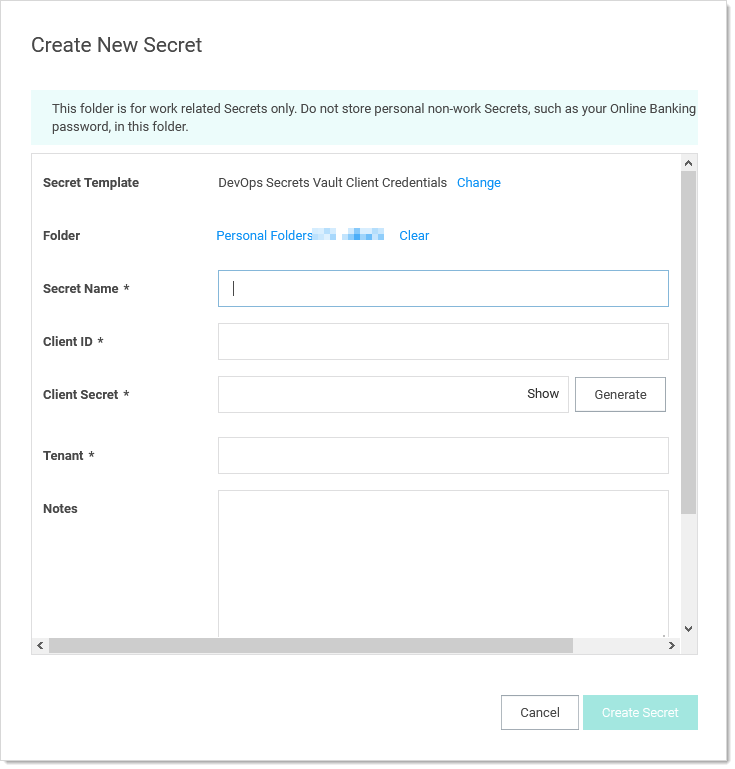 Create New Secret
This folder is for work related Secrets only. Do not store personal non-work Secrets, such as your Online Banking
password, in this folder.
Secret Template DevOps Secrets Vault Client Credentials Change
Folder Personal Folders Clear
Secret Name *
Client ID *
Client Secret * Show Generate
Tenant *
Notes
Cancel Create Secret